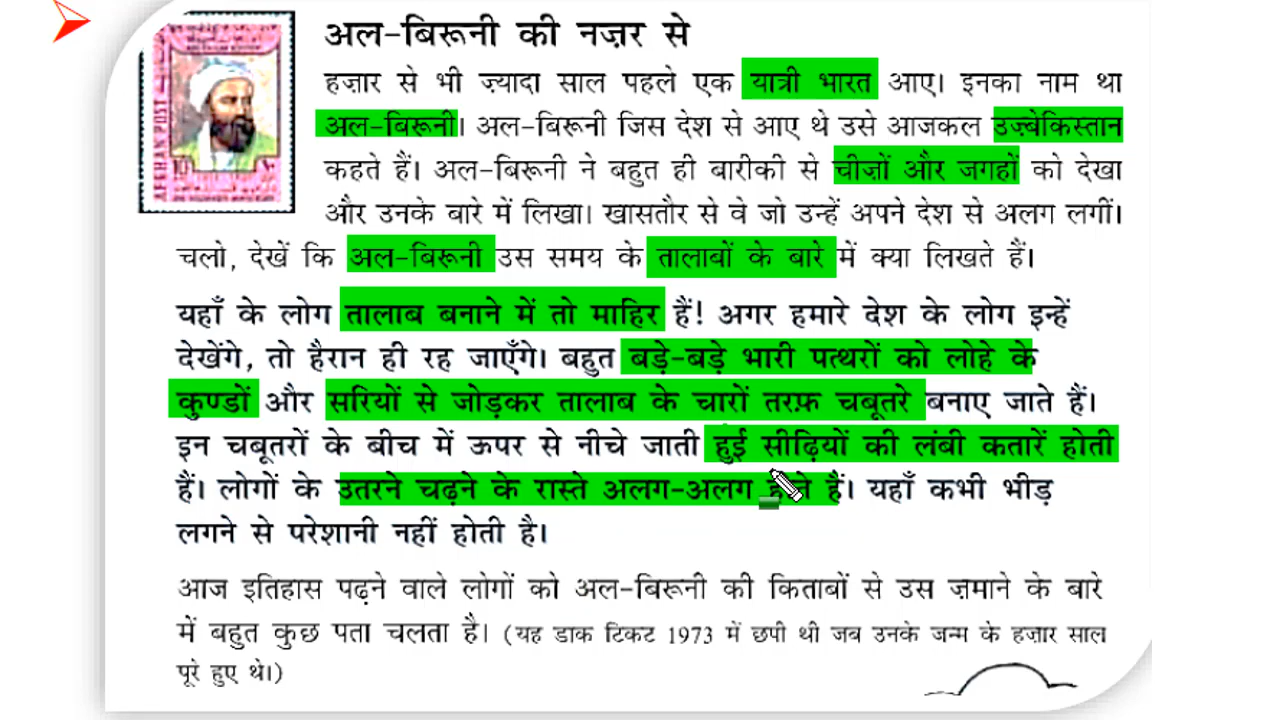 अल-बिरूनी की नज़र से
हज़ार से भी ज़्यादा साल पहले एक यात्री भारत आए। इनका नाम था
अल-बिरूनी। अल-बिरूनी जिस देश से आए थे उसे आजकल उज़्बेकिस्तान
कहते हैं। अल-बिरूनी ने बहुत ही बारीकी से चीज़ों और जगहों को देखा
और उनके बारे में लिखा। खासतौर से वे जो उन्हें अपने देश से अलग लगीं।
चलो, देखें कि अल-बिरूनी उस समय के तालाबों के बारे में क्या लिखते हैं।
यहाँ के लोग तालाब बनाने में तो माहिर हैं! अगर हमारे देश के लोग इन्हें
देखेंगे, तो हैरान ही रह जाएँगे। बहुत बड़े-बड़े भारी पत्थरों को लोहे के
कुण्डों और सरियों से जोड़कर तालाब के चारों तरफ़ चबूतरे बनाए जाते हैं।
इन चबूतरों के बीच में ऊपर से नीचे जाती हुई सीढ़ियों की लंबी कतारें होती
हैं। लोगों के उतरने चढ़ने के रास्ते अलग-अलग होते हैं। यहाँ कभी भीड़
लगने से परेशानी नहीं होती है।
आज इतिहास पढ़ने वाले लोगों को अल-बिरूनी की किताबों से उस ज़माने के बारे
में बहुत कुछ पता चलता है। (यह डाक टिकट 1973 में छपी थी जब उनके जन्म के हज़ार साल
पूरे हुए थे।)
AFGHAN POST
10